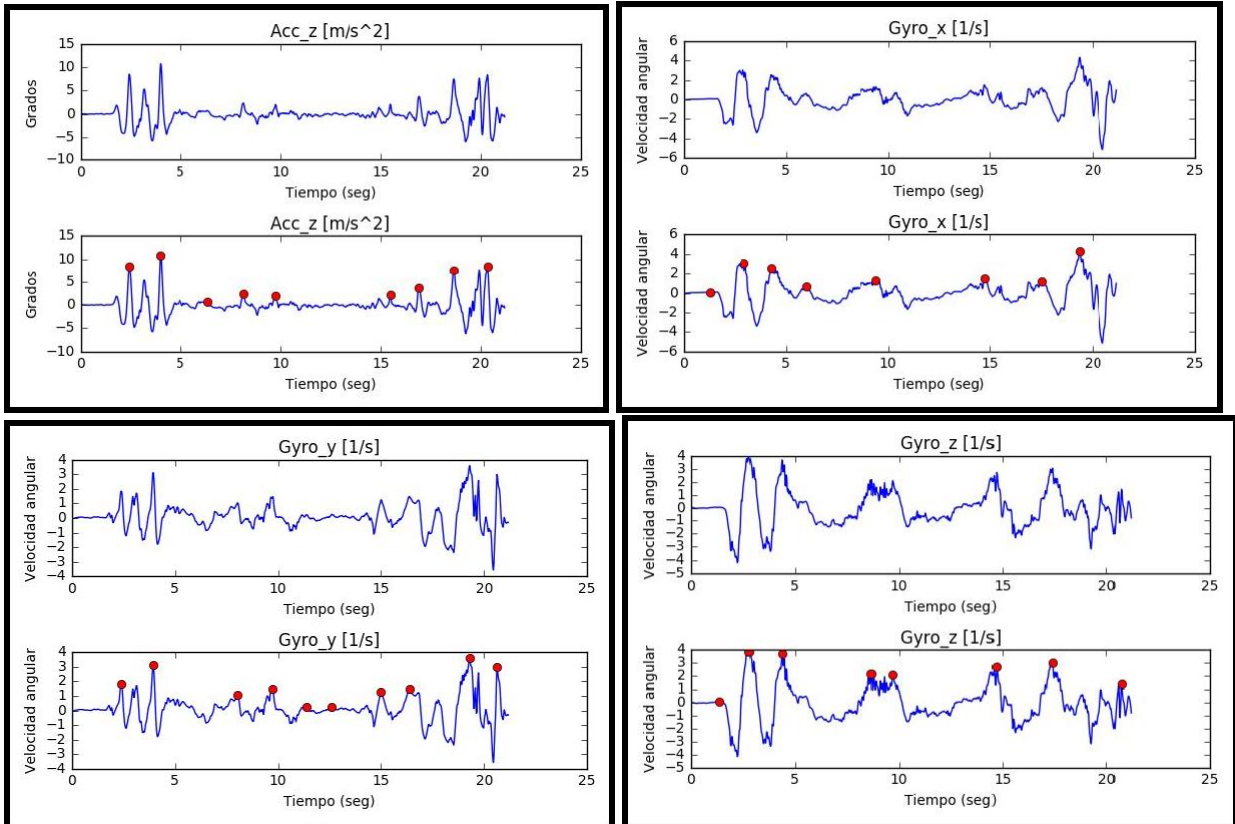 Acc_z [m/s^2]
Grados
15
10
5
0
−5
−10
0 5 10 15 20 25
Tiempo (seg)
Acc_z [m/s^2]
Grados
15
10
5
0
−5
−10
0 5 10 15 20 25
Tiempo (seg)
Gyro_x [1/s]
Velocidad angular
6
4
2
0
−2
−4
−6
0 5 10 15 20 25
Tiempo (seg)
Gyro_x [1/s]
Velocidad angular
6
4
2
0
−2
−4
−6
0 5 10 15 20 25
Tiempo (seg)
Gyro_y [1/s]
Velocidad angular
4
3
2
1
0
−1
−2
−3
−4
0 5 10 15 20 25
Tiempo (seg)
Gyro_y [1/s]
Velocidad angular
4
3
2
1
0
−1
−2
−3
−4
0 5 10 15 20 25
Tiempo (seg)
Gyro_z [1/s]
Velocidad angular
4
3
2
1
0
−1
−2
−3
−4
−5
0 5 10 15 20 25
Tiempo (seg)
Gyro_z [1/s]
Velocidad angular
4
3
2
1
0
−1
−2
−3
−4
−5
0 5 10 15 20 25
Tiempo (seg)